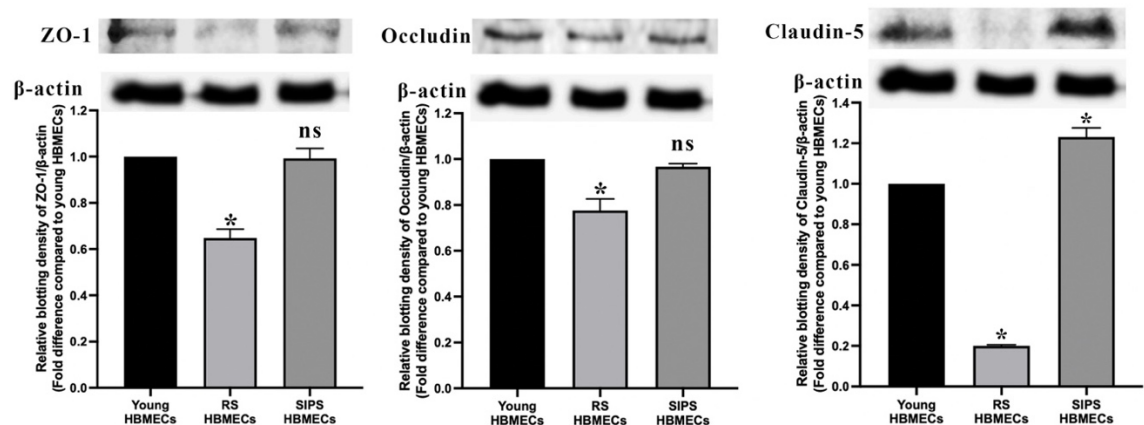 ZO-1
β-actin
Relative blotting density of ZO-1/β-actin
(Fold difference compared to young HBMECs)
1.2
1.0
0.8
0.6
0.4
0.2
0.0
*
ns
Young
HBMECs
RS
HBMECs
SIPS
HBMECs
Occludin
β-actin
Relative blotting density of Occludin/β-actin
(Fold difference compared to young HBMECs)
1.2
1.0
0.8
0.6
0.4
0.2
0.0
*
ns
Young
HBMECs
RS
HBMECs
SIPS
HBMECs
Claudin-5
β-actin
Relative blotting density of Claudin-5/β-actin
(Fold difference compared to young HBMECs)
1.4
1.2
1.0
0.8
0.6
0.4
0.2
0.0
*
*
Young
HBMECs
RS
HBMECs
SIPS
HBMECs